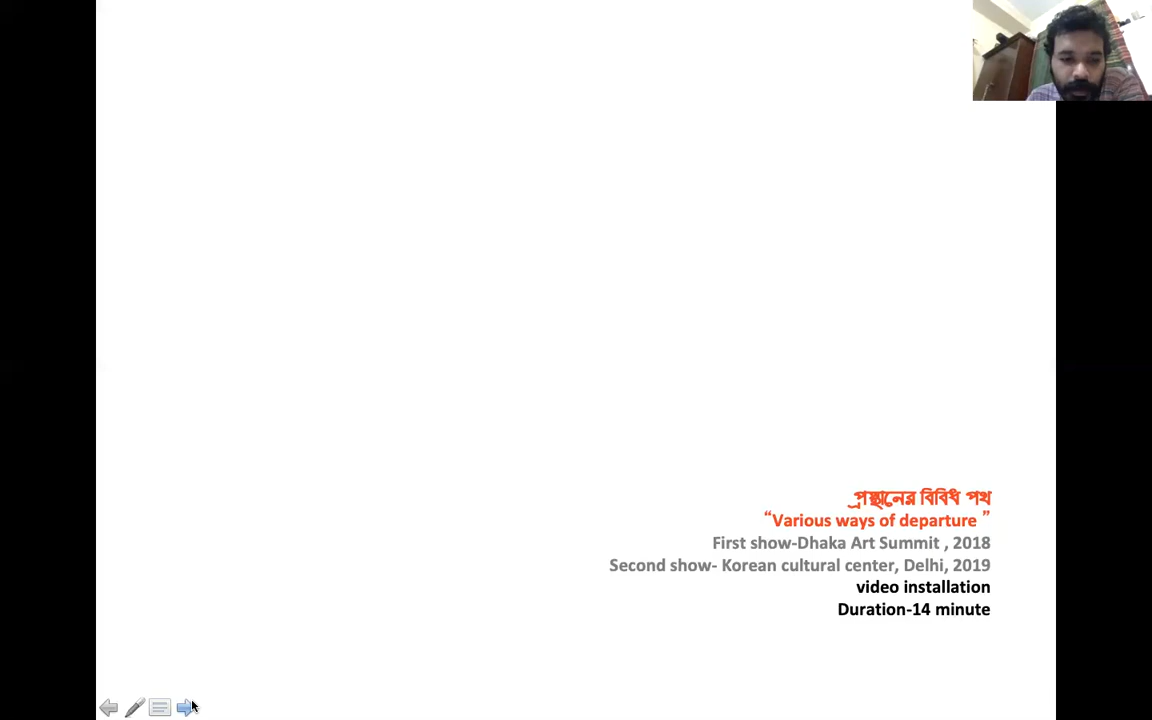 প্রস্থানের বিবিধ পথ
“Various ways of departure ”
First show-Dhaka Art Summit , 2018
Second show- Korean cultural center, Delhi, 2019
video installation
Duration-14 minute